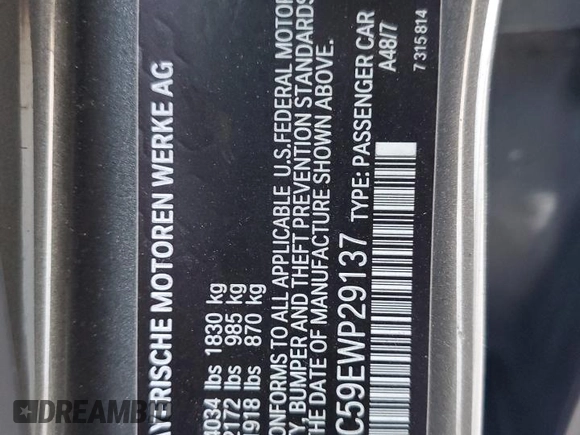 AYERISCHE MOTOREN WERKE AG
4034 lbs 1830 kg
2172 lbs 985 kg
1918 lbs 870 kg
ONFORMS TO ALL APPLICABLE U.S.FEDERAL MOTOR
TY, BUMPER AND THEFT PREVENTION STANDARDS
THE DATE OF MANUFACTURE SHOWN ABOVE.
C59EWP29137 TYPE: PASSENGER CAR
A48/7
7 315 814
DREAMBID